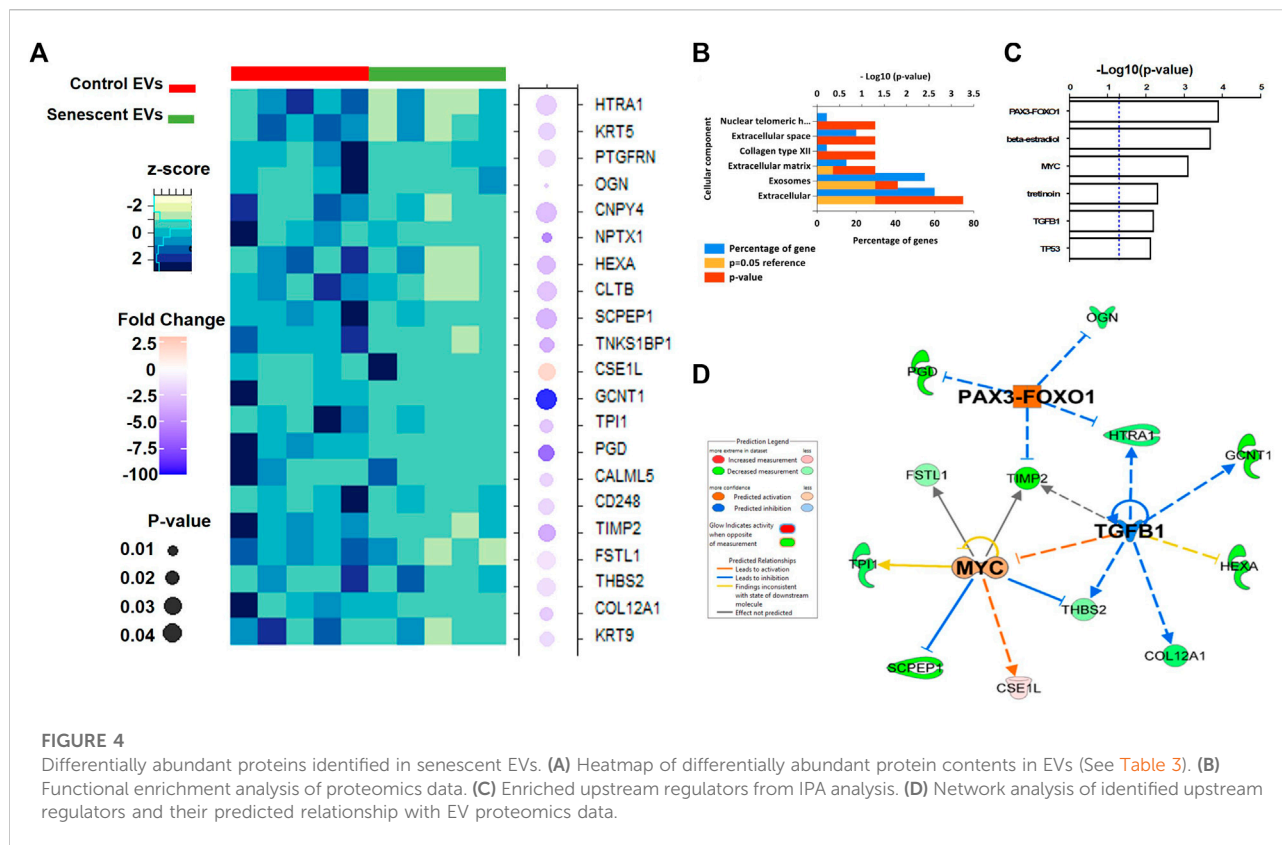 A
Control EVs
Senescent EVs
z-score
-2
0
2
Fold Change
2.5
0
-2.5
-5.0
-7.5
-100
P-value
0.01
0.02
0.03
0.04
HTRA1
KRT5
PTGFRN
OGN
CNPY4
NPTX1
HEXA
CLTB
SCPEP1
TNKS1BP1
CSE1L
GCNT1
TPI1
PGD
CALML5
CD248
TIMP2
FSTL1
THBS2
COL12A1
KRT9
B
- Log10 (p-value)
0 0.5 1 1.5 2 2.5 3 3.5
Cellular component
Nuclear telomeric h...
Extracellular space
Collagen type XII
Extracellular matrix
Exosomes
Extracellular
0 20 40 60 80
Percentage of genes
Percentage of gene
p=0.05 reference
p-value
C
-Log10(p-value)
0 1 2 3 4 5
PAX3-FOXO1
beta-estradiol
MYC
tretinoin
TGFB1
TP53
D
Prediction Legend
more extreme in dataset less
Increased measurement
Decreased measurement
more confidence less
Predicted activation
Predicted inhibition
Glow Indicates activity
when opposite
of measurement
Predicted Relationships
Leads to activation
Leads to inhibition
Findings inconsistent
with state of downstream
molecule
Effect not predicted
OGN
PGD
PAX3-FOXO1
HTRA1
GCNT1
FSTL1
TIMP2
TGFB1
TPI1
MYC
HEXA
THBS2
SCPEP1
COL12A1
CSE1L
FIGURE 4
Differentially abundant proteins identified in senescent EVs. (A) Heatmap of differentially abundant protein contents in EVs (See Table 3). (B)
Functional enrichment analysis of proteomics data. (C) Enriched upstream regulators from IPA analysis. (D) Network analysis of identified upstream
regulators and their predicted relationship with EV proteomics data.